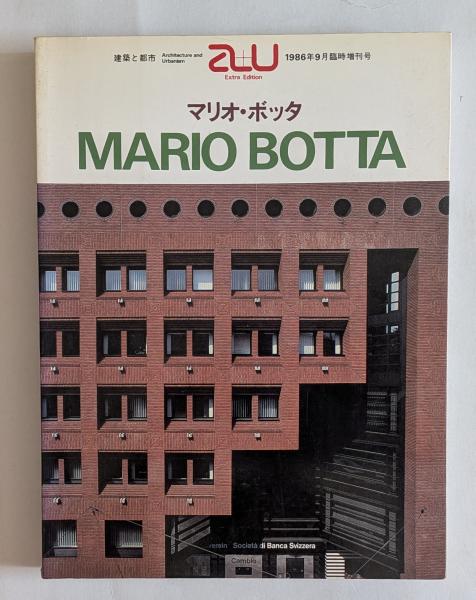 建築と都市 Architecture and Urbanism a+u Extra Edition 1986年9月臨時増刊号
マリオ・ボッタ
MARIO BOTTA
verein Società di Banca Svizzera
Cambio